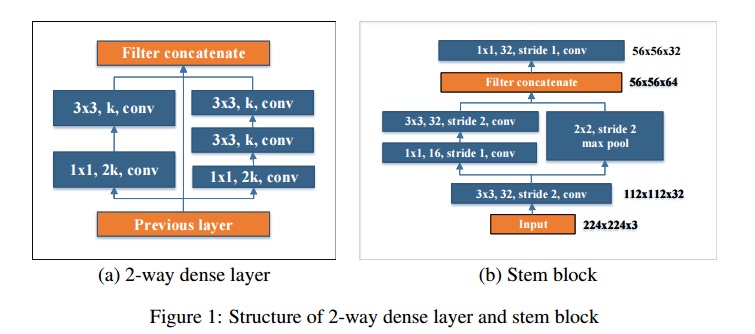 Filter concatenate
3x3, k, conv
3x3, k, conv
3x3, k, conv
1x1, 2k, conv
1x1, 2k, conv
Previous layer
(a) 2-way dense layer
1x1, 32, stride 1, conv
56x56x32
Filter concatenate
56x56x64
3x3, 32, stride 2, conv
2x2, stride 2
max pool
1x1, 16, stride 1, conv
3x3, 32, stride 2, conv
112x112x32
Input
224x224x3
(b) Stem block
Figure 1: Structure of 2-way dense layer and stem block